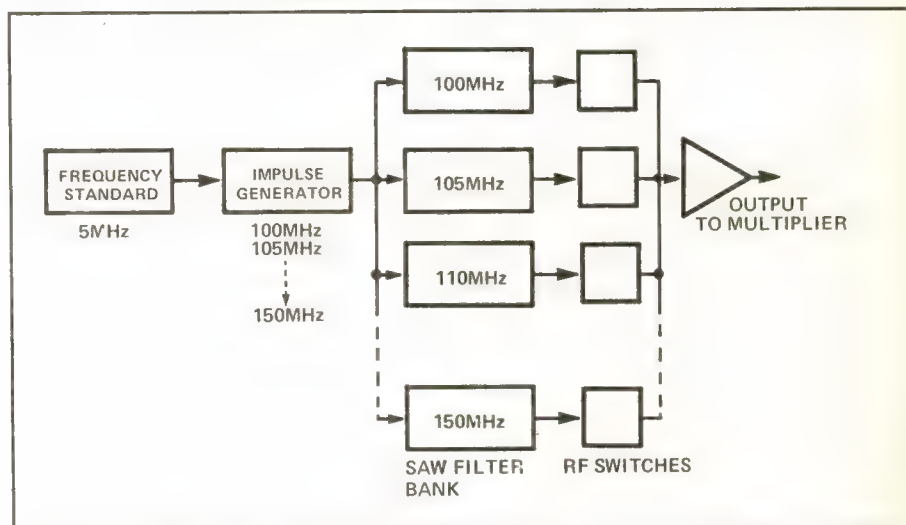 FREQUENCY
STANDARD
5MHz
IMPULSE
GENERATOR
100MHz
105MHz
150MHz
100MHz
105MHz
110MHz
150MHz
SAW FILTER
BANK
RF SWITCHES
OUTPUT
TO MULTIPLIER